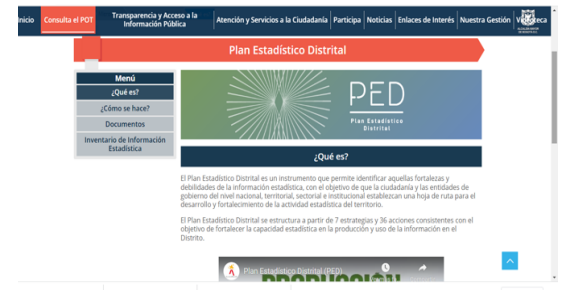 Inicio
Consulta el POT
Transparencia y Acceso a la
Información Pública
Atención y Servicios a la Ciudadanía
Participa
Noticias
Enlaces de Interés
Nuestra Gestión
Plan Estadístico Distrital
Menú
¿Qué es?
¿Cómo se hace?
Documentos
Inventario de Información
Estadística
PED
Plan Estadístico
Distrital
¿Qué es?
El Plan Estadístico Distrital es un instrumento que permite identificar aquellas fortalezas y
debilidades de la información estadística, con el objetivo de que la ciudadanía y las entidades de
gobierno del nivel nacional, territorial, sectorial e institucional establezcan una hoja de ruta para el
desarrollo y fortalecimiento de la actividad estadística del territorio.
El Plan Estadístico Distrital se estructura a partir de 7 estrategias y 36 acciones consistentes con el
objetivo de fortalecer la capacidad estadística en la producción y uso de la información en el
Distrito.
Plan Estadístico Distrital (PED)